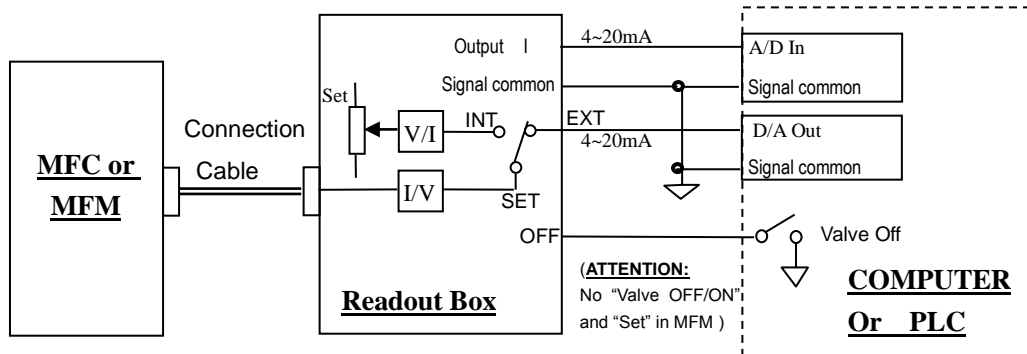 MFC or
MFM
Connection
Cable
Output I
Signal common
Set
V/I
INT
I/V
SET
OFF
Readout Box
4~20mA
EXT
4~20mA
(ATTENTION:
No “Valve OFF/ON”
and “Set” in MFM )
A/D In
Signal common
D/A Out
Signal common
Valve Off
COMPUTER
Or PLC